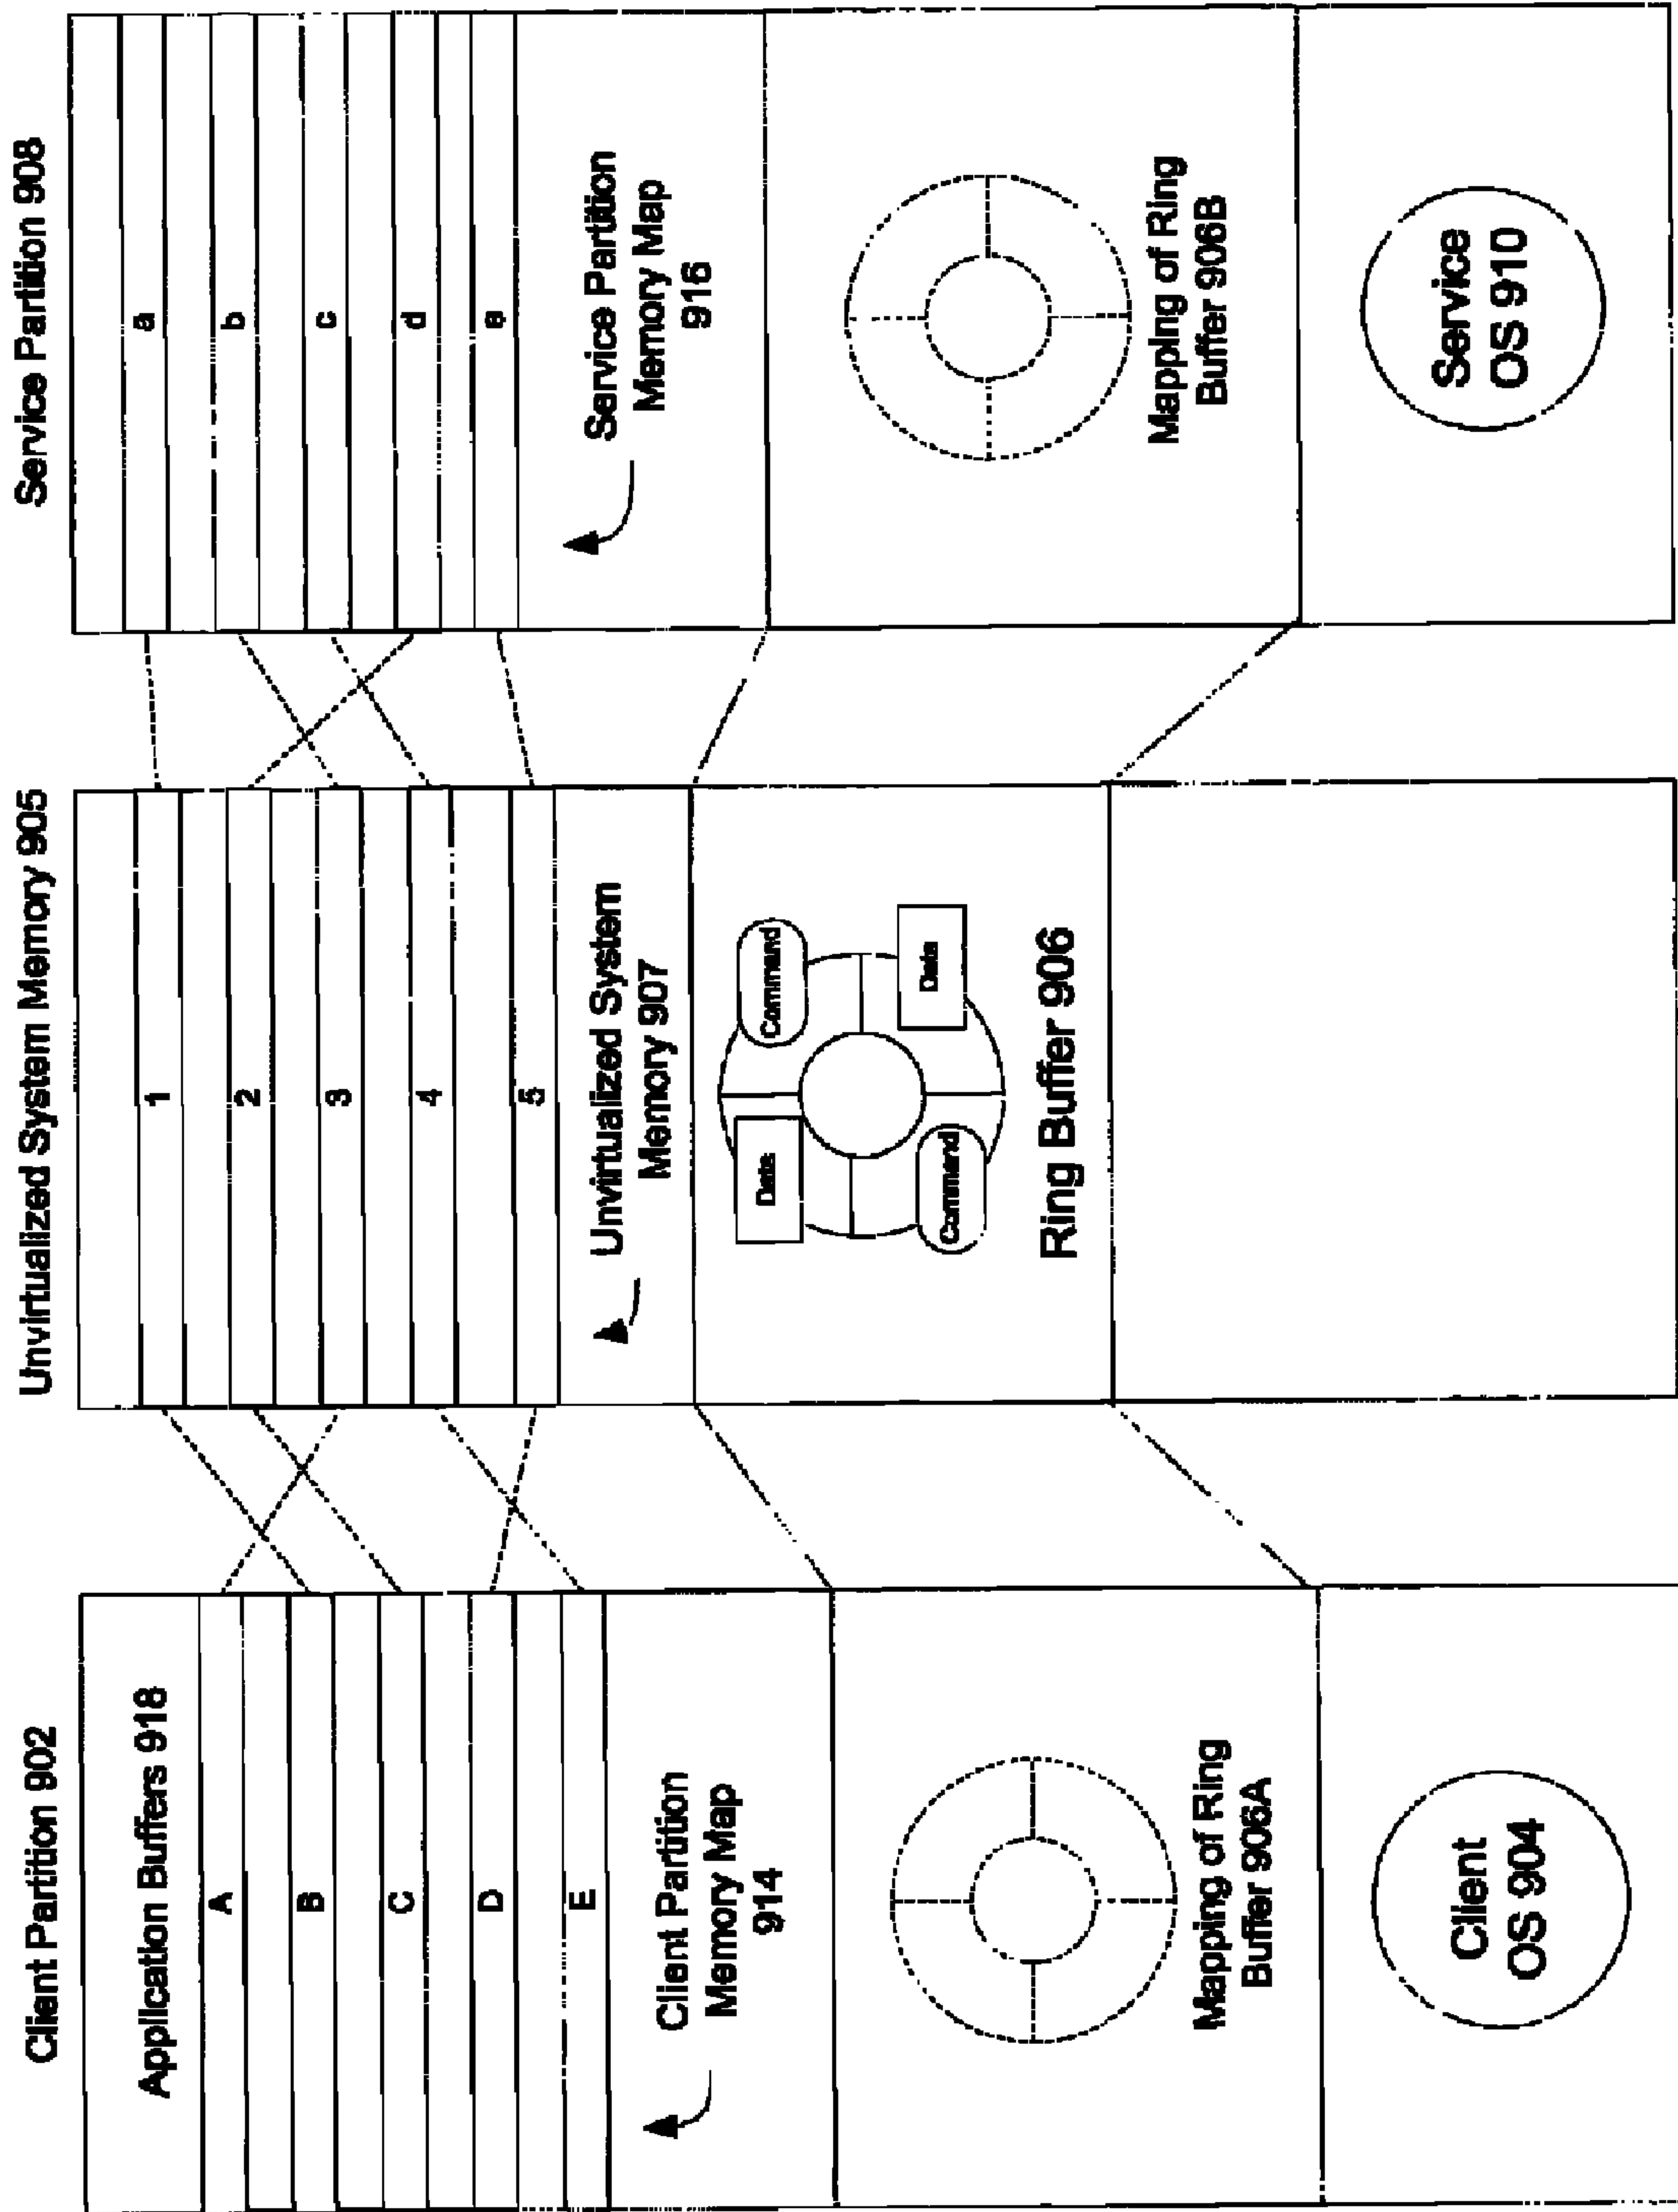 Client Partition 902
Application Buffers 918
A
B
C
D
E
Client Partition
Memory Map
914
Mapping of Ring
Buffer 906A
Client
OS 904
Unvirtualized System Memory 905
1
2
3
4
5
Unvirtualized System
Memory 907
Data
Command
Command
Data
Ring Buffer 906
Service Partition 908
a
b
c
d
e
Service Partition
Memory Map
916
Mapping of Ring
Buffer 906B
Service
OS 910